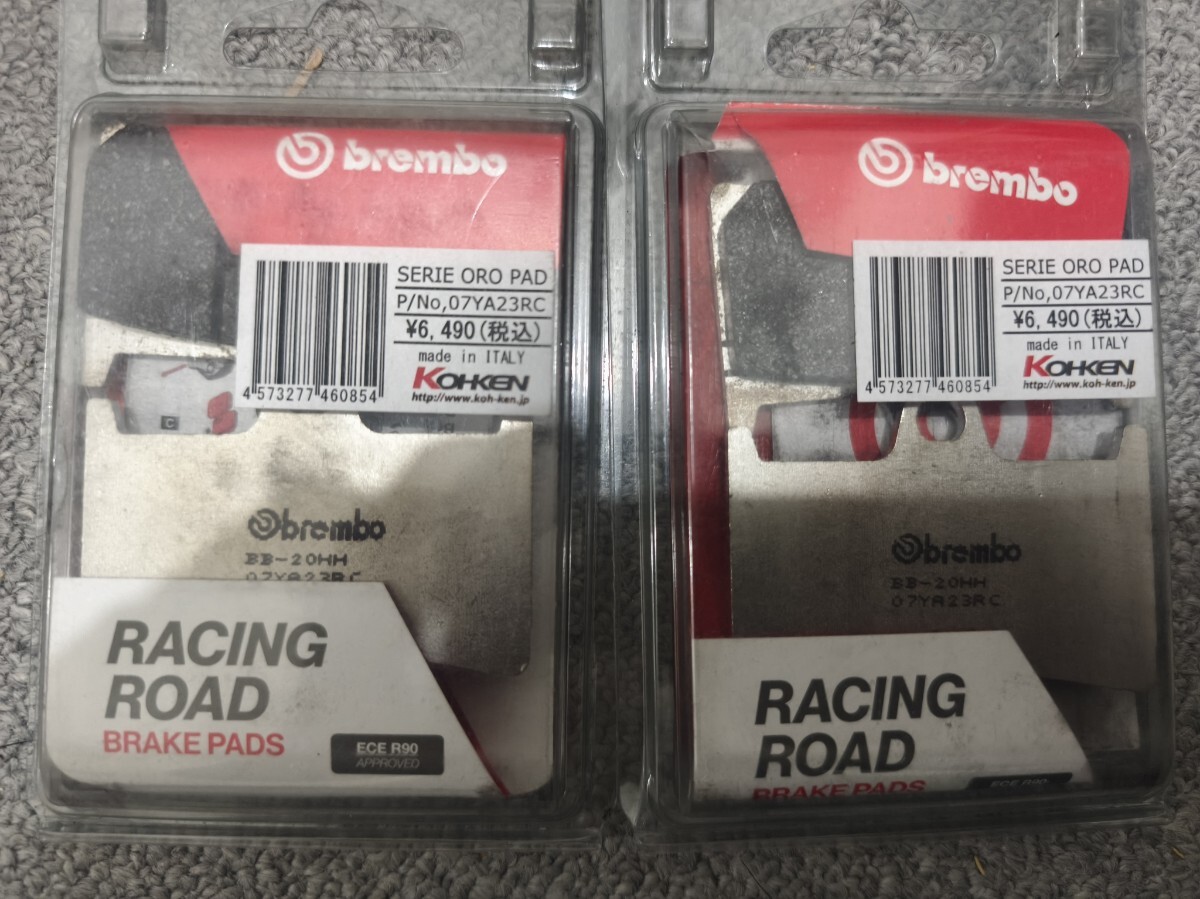 brembo
SERIE ORO PAD
P/No,07YA23RC
¥6,490(税込)
made in ITALY
KOHKEN
http://www.koh-ken.jp
4 573277 460854
C
brembo
BB-20HH
07YA23RC
RACING
ROAD
BRAKE PADS
ECE R90
APPROVED
brembo
SERIE ORO PAD
P/No,07YA23RC
¥6,490(税込)
made in ITALY
KOHKEN
http://www.koh-ken.jp
4 573277 460854
brembo
BB-20HH
07YA23RC
RACING
ROAD
BRAKE PADS
ECE R90